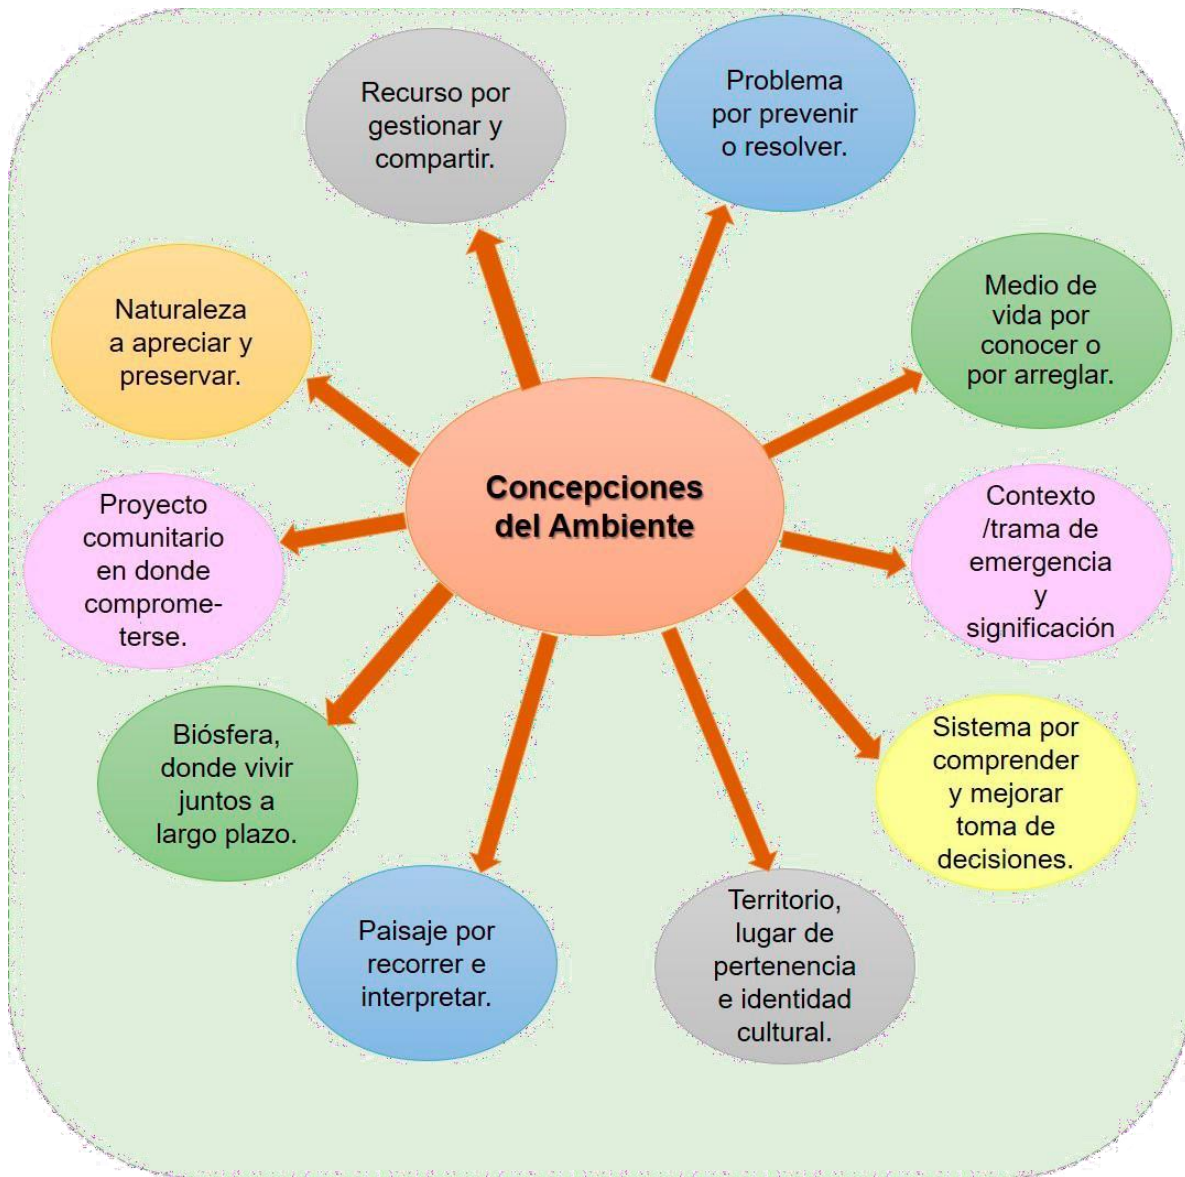 Recurso por
gestionar y
compartir.
Problema
por prevenir
o resolver.
Naturaleza
a apreciar y
preservar.
Medio de
vida por
conocer o
por arreglar.
Concepciones
del Ambiente
Proyecto
comunitario
en donde
comprome-
terse.
Contexto
/trama de
emergencia
y
significación
Biósfera,
donde vivir
juntos a
largo plazo.
Sistema por
comprender
y mejorar
toma de
decisiones.
Paisaje por
recorrer e
interpretar.
Territorio,
lugar de
pertenencia
e identidad
cultural.